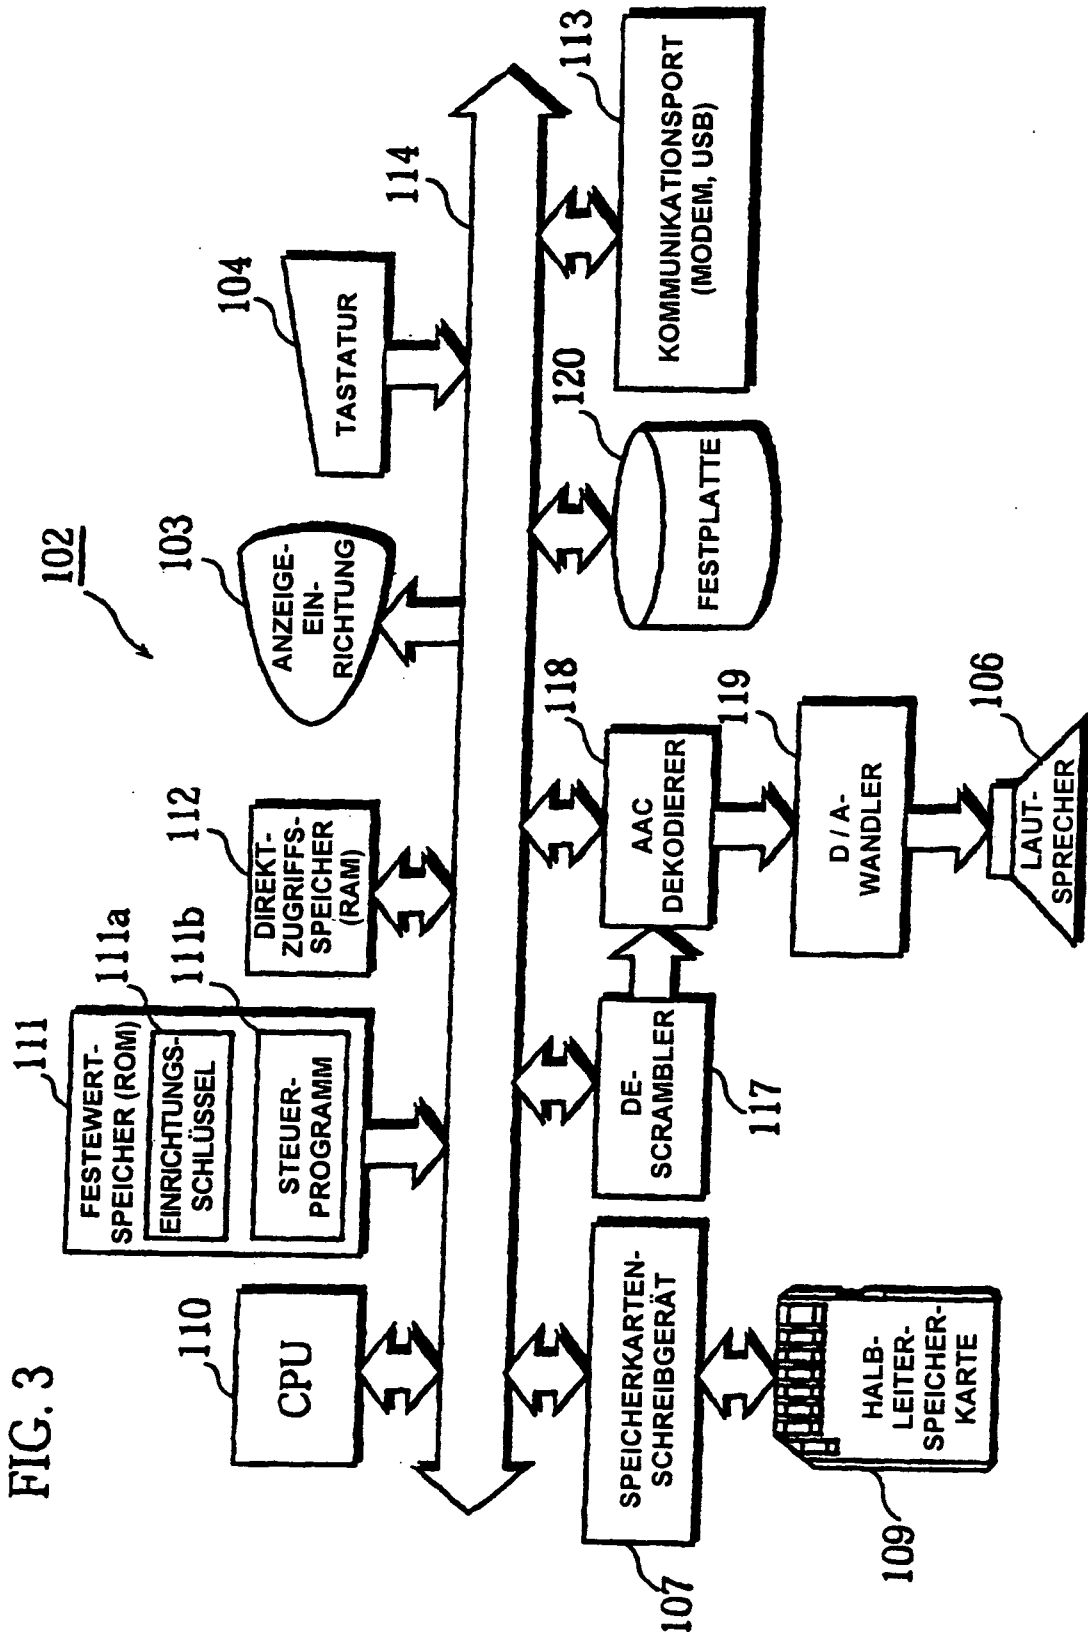 FIG. 3
102
110
CPU
111
FESTEWERT-
SPEICHER (ROM)
111a
EINRICHTUNGS-
SCHLÜSSEL
111b
STEUER-
PROGRAMM
112
DIREKT-
ZUGRIFFS-
SPEICHER
(RAM)
103
ANZEIGE-
EIN-
RICHTUNG
104
TASTATUR
114
107
SPEICHERKARTEN-
SCHREIBGERÄT
109
HALB-
LEITER-
SPEICHER-
KARTE
DE-
SCRAMBLER
117
118
AAC
DEKODIERER
119
D / A-
WANDLER
106
LAUT-
SPRECHER
120
FESTPLATTE
113
KOMMUNIKATIONSPORT
(MODEM, USB)